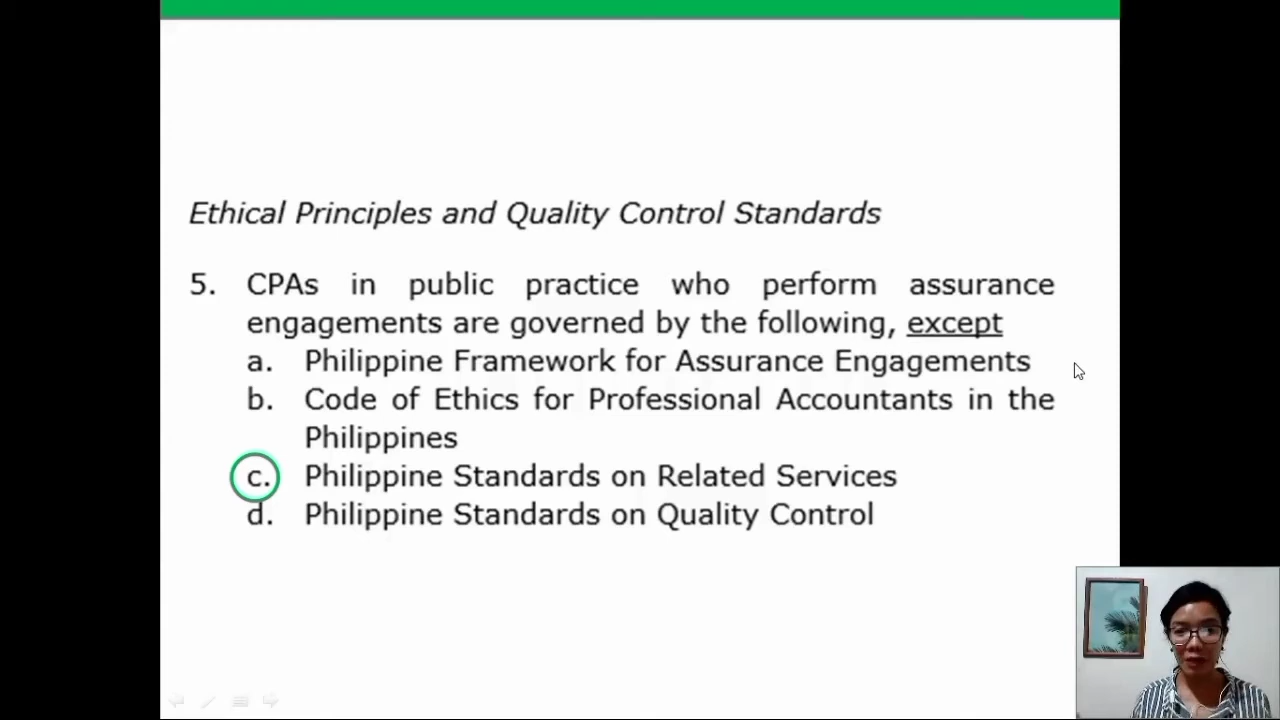 Ethical Principles and Quality Control Standards
5. CPAs in public practice who perform assurance
engagements are governed by the following, except
a. Philippine Framework for Assurance Engagements
b. Code of Ethics for Professional Accountants in the
Philippines
c. Philippine Standards on Related Services
d. Philippine Standards on Quality Control